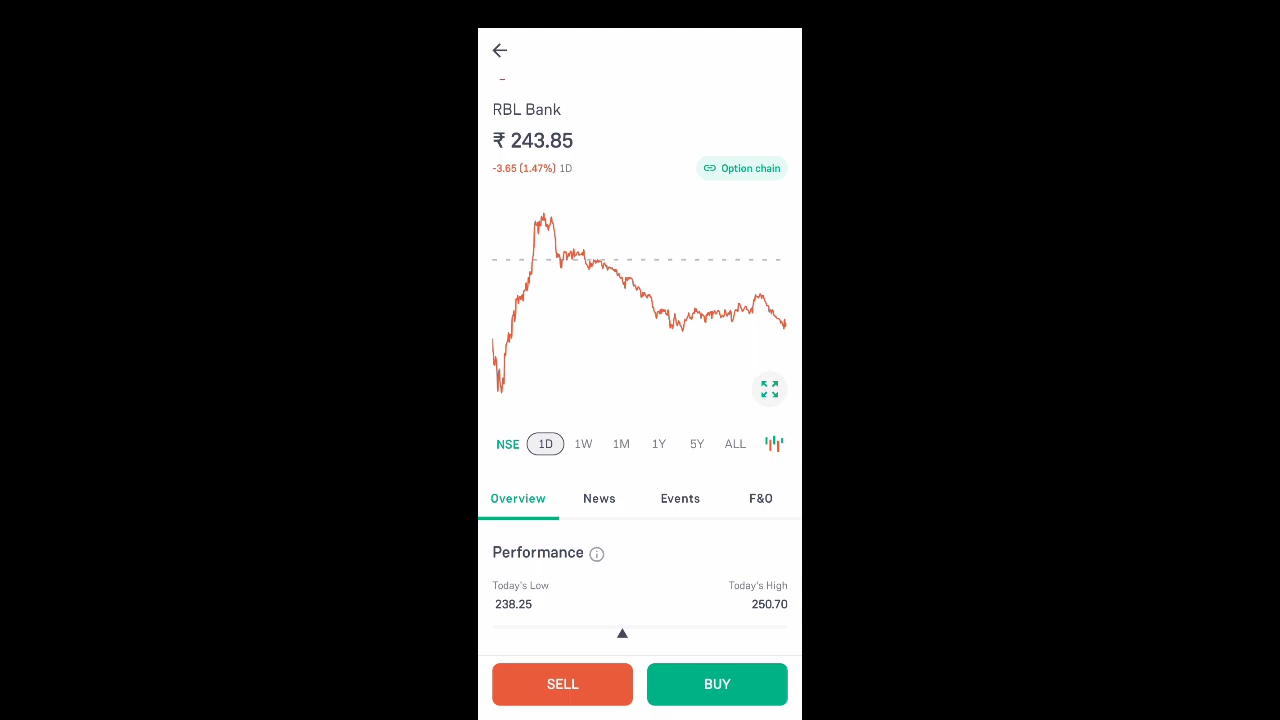 -
RBL Bank
₹ 243.85
-3.65 (1.47%) 1D
Option chain
NSE 1D 1W 1M 1Y 5Y ALL
Overview News Events F&O
Performance
Today's Low Today's High
238.25 250.70
SELL BUY